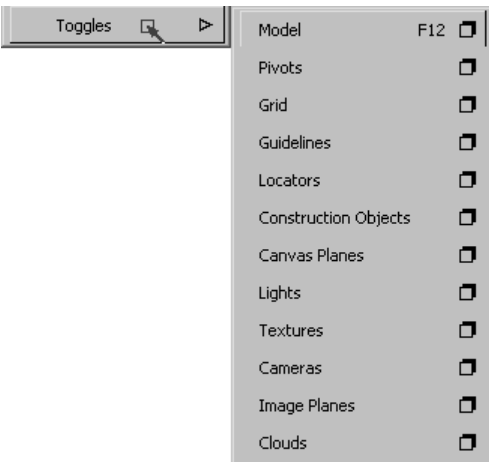 Toggles
Model F12
Pivots
Grid
Guidelines
Locators
Construction Objects
Canvas Planes
Lights
Textures
Cameras
Image Planes
Clouds